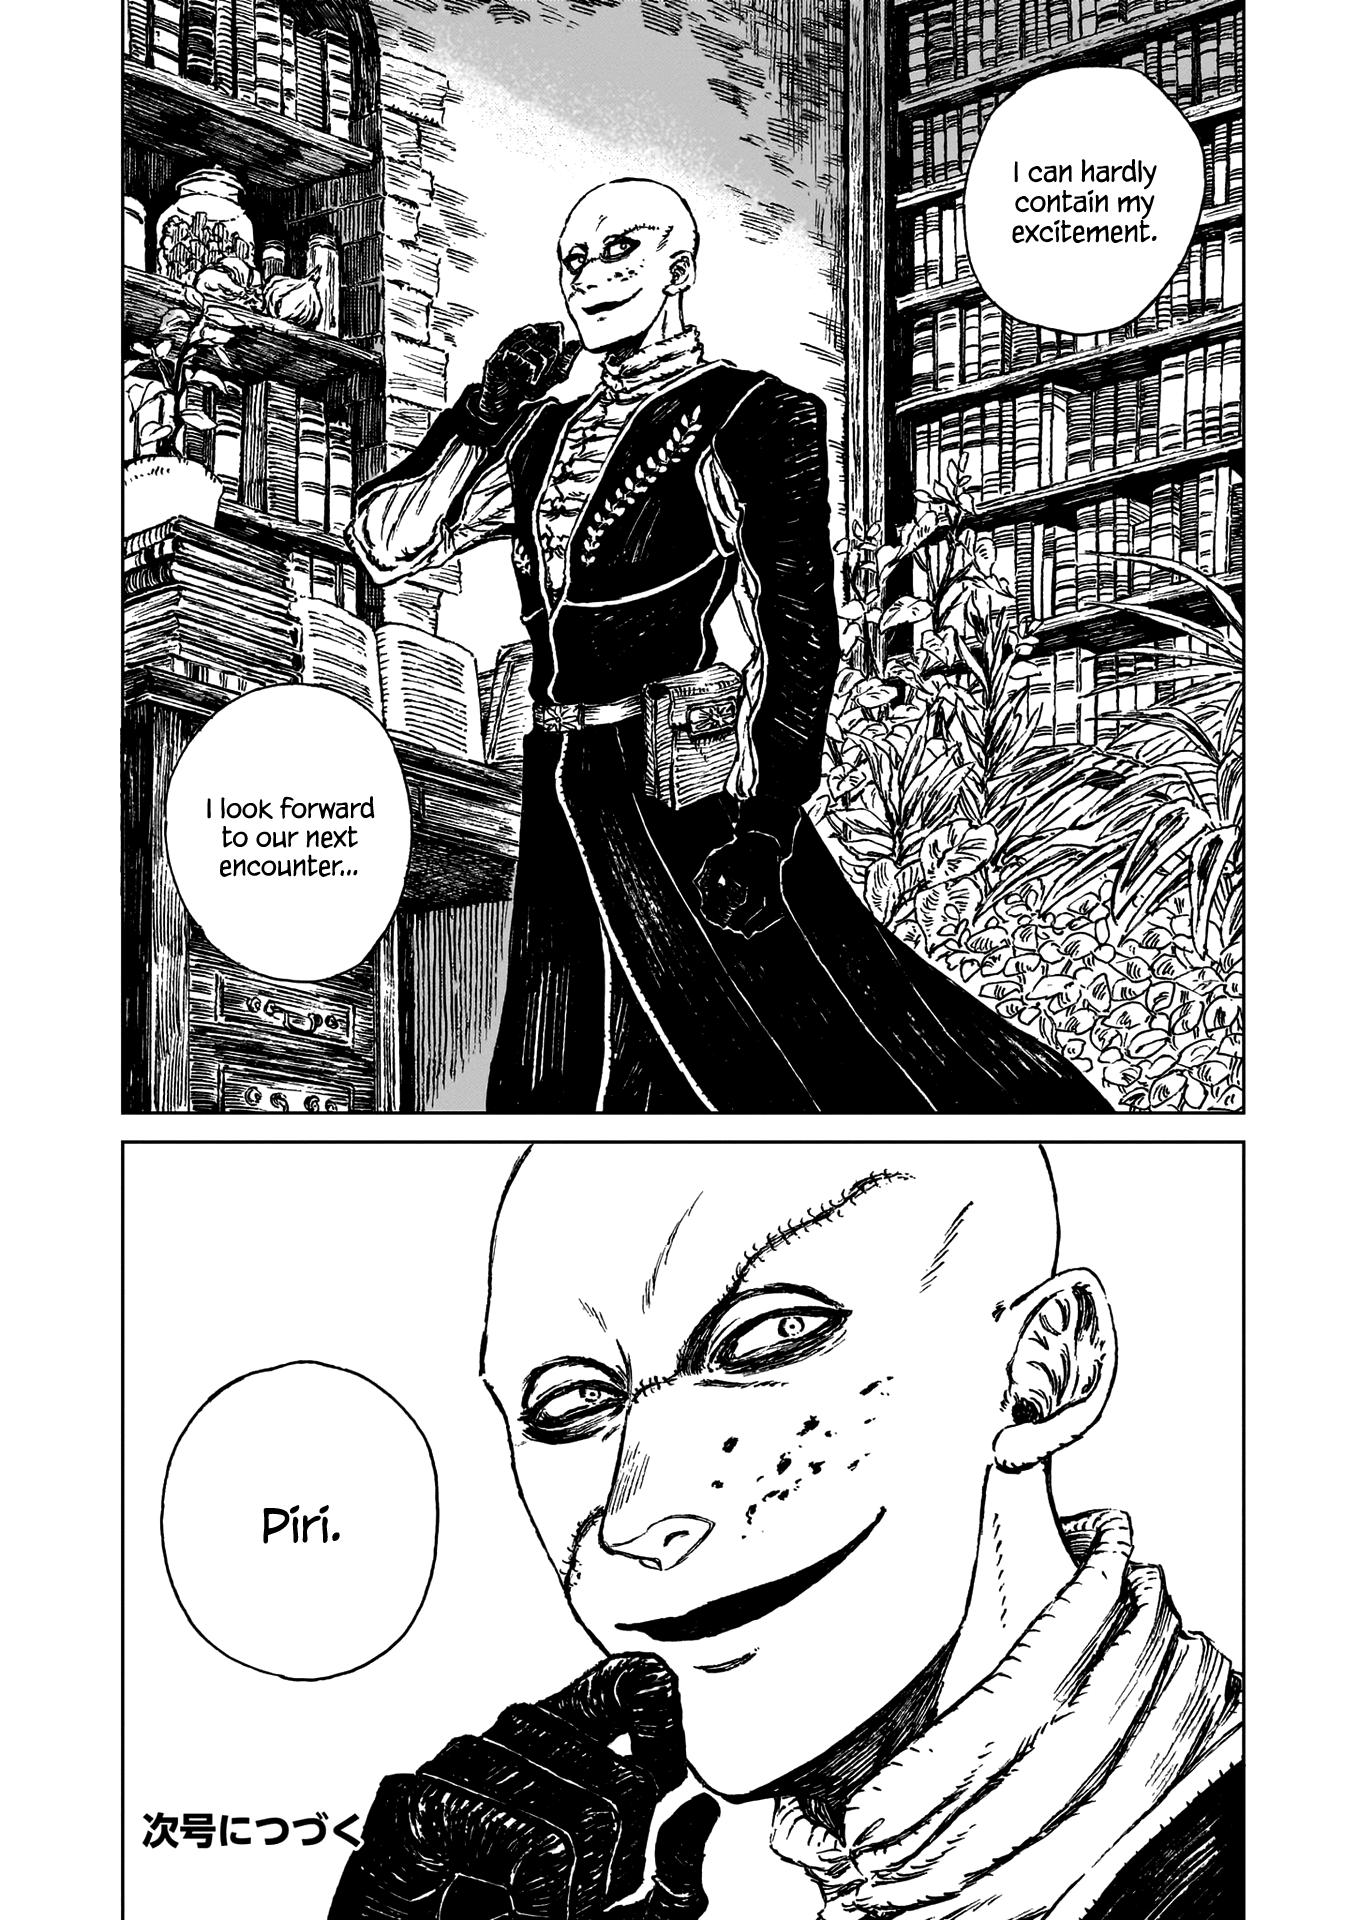 I can hardly
contain my
excitement.
I look forward
to our next
encounter...
Piri.
次号につづく